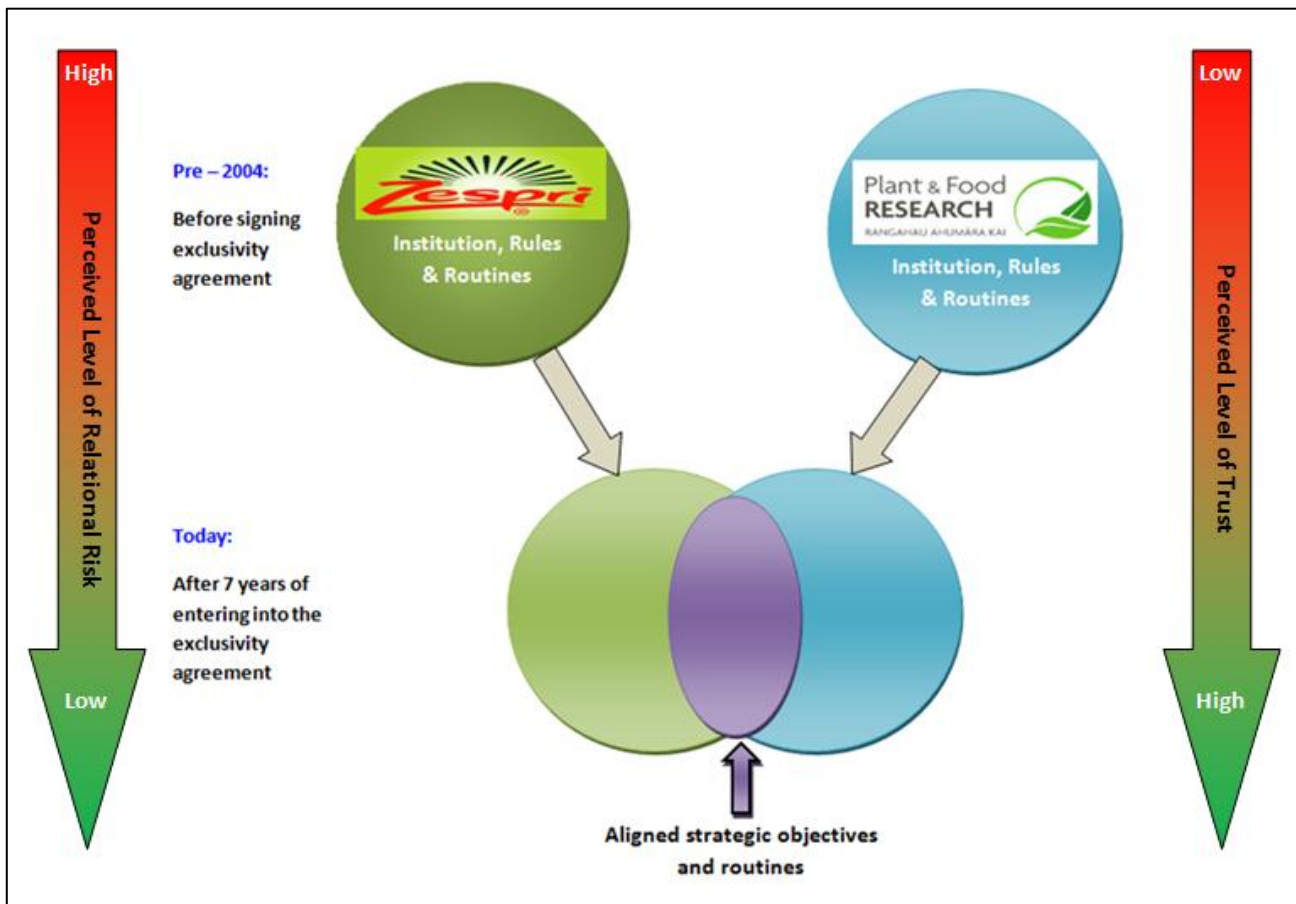 High
Low
Pre – 2004:
Before signing
exclusivity
agreement
Zespri
®
Institution, Rules
& Routines
Plant & Food
RESEARCH
RANGAHAU AHUMĀRA KAI
Institution, Rules
& Routines
Perceived Level of Relational Risk
Perceived Level of Trust
Today:
After 7 years of
entering into the
exclusivity
agreement
Low
High
Aligned strategic objectives
and routines